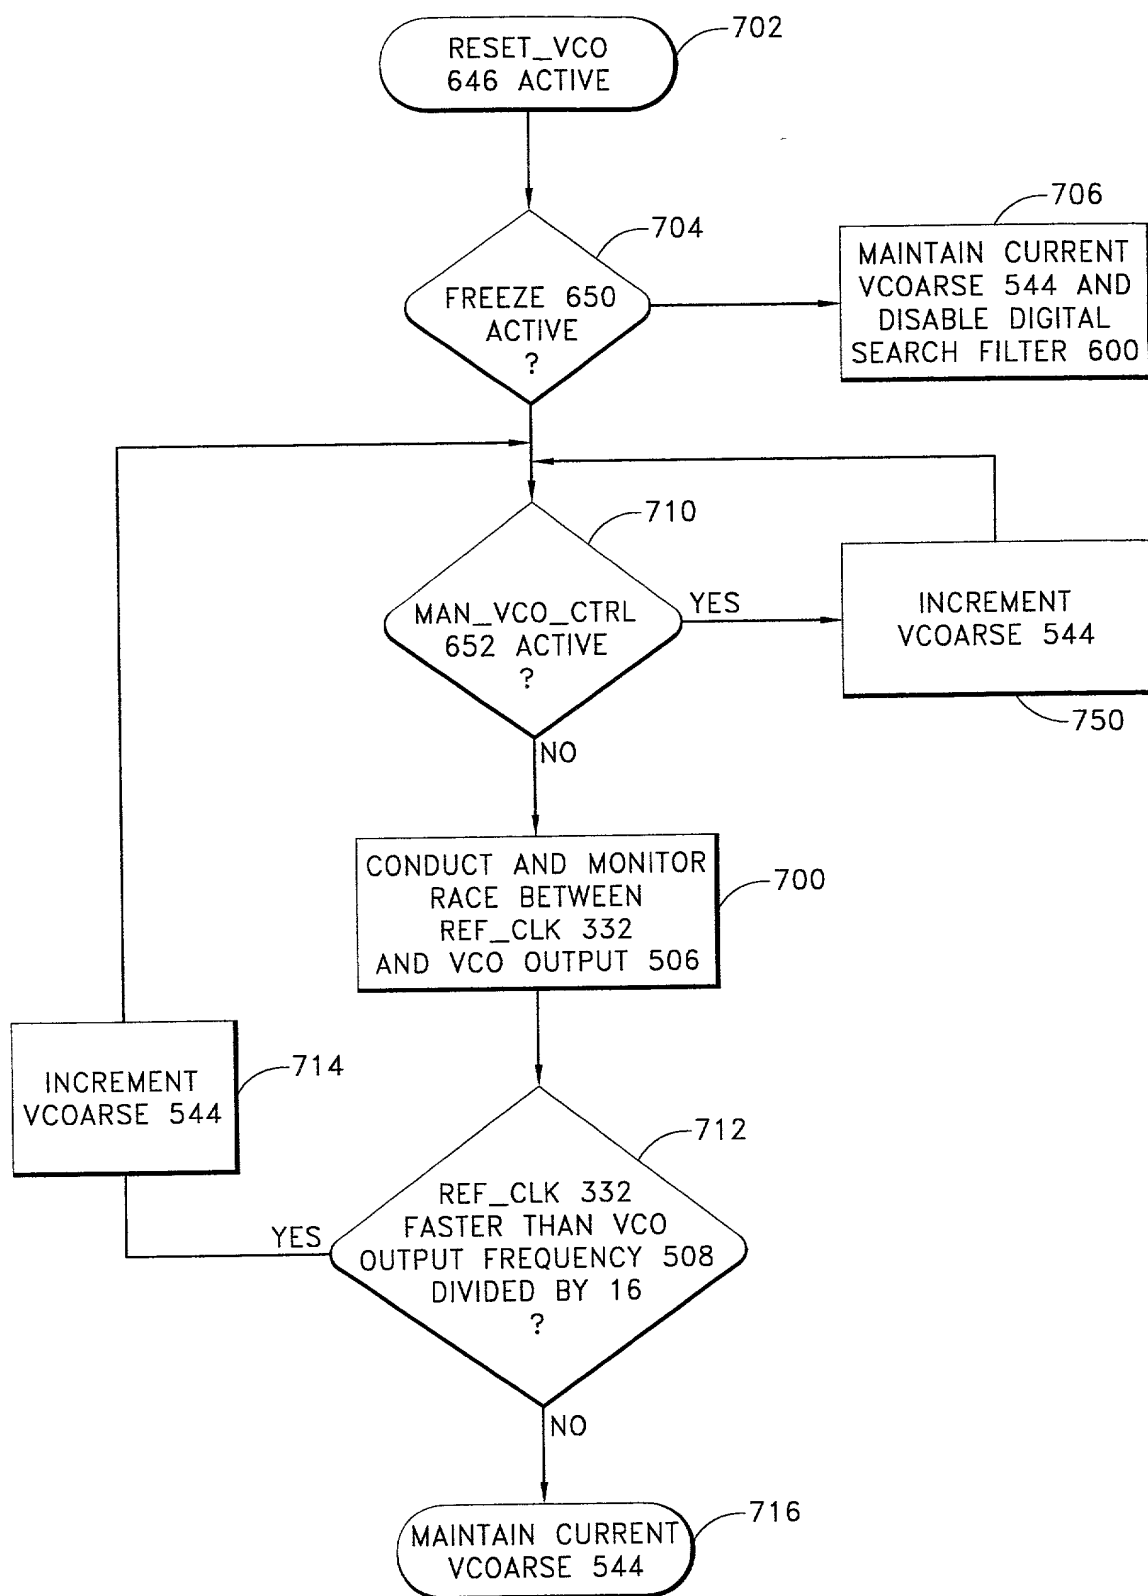 RESET_VCO
646 ACTIVE
702
704
FREEZE 650
ACTIVE
?
706
MAINTAIN CURRENT
VCOARSE 544 AND
DISABLE DIGITAL
SEARCH FILTER 600
710
MAN_VCO_CTRL
652 ACTIVE
?
YES
INCREMENT
VCOARSE 544
750
NO
CONDUCT AND MONITOR
RACE BETWEEN
REF_CLK 332
AND VCO OUTPUT 506
700
INCREMENT
VCOARSE 544
714
712
REF_CLK 332
FASTER THAN VCO
OUTPUT FREQUENCY 508
DIVIDED BY 16
?
YES
NO
MAINTAIN CURRENT
VCOARSE 544
716